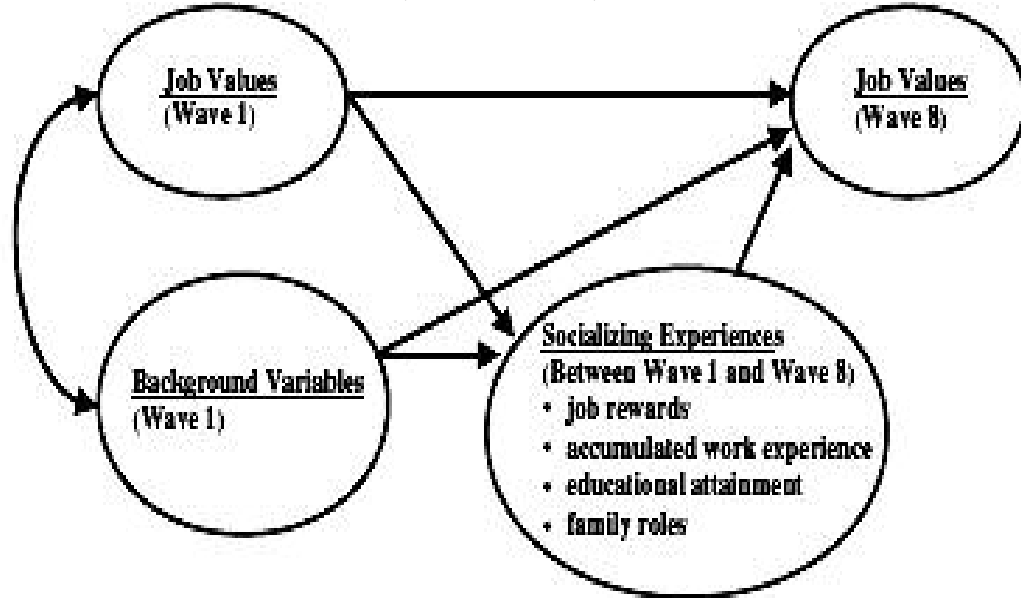 Job Values
(Wave 1)
Job Values
(Wave 8)
Background Variables
(Wave 1)
Socializing Experiences
(Between Wave 1 and Wave 8)
• job rewards
• accumulated work experience
• educational attainment
• family roles